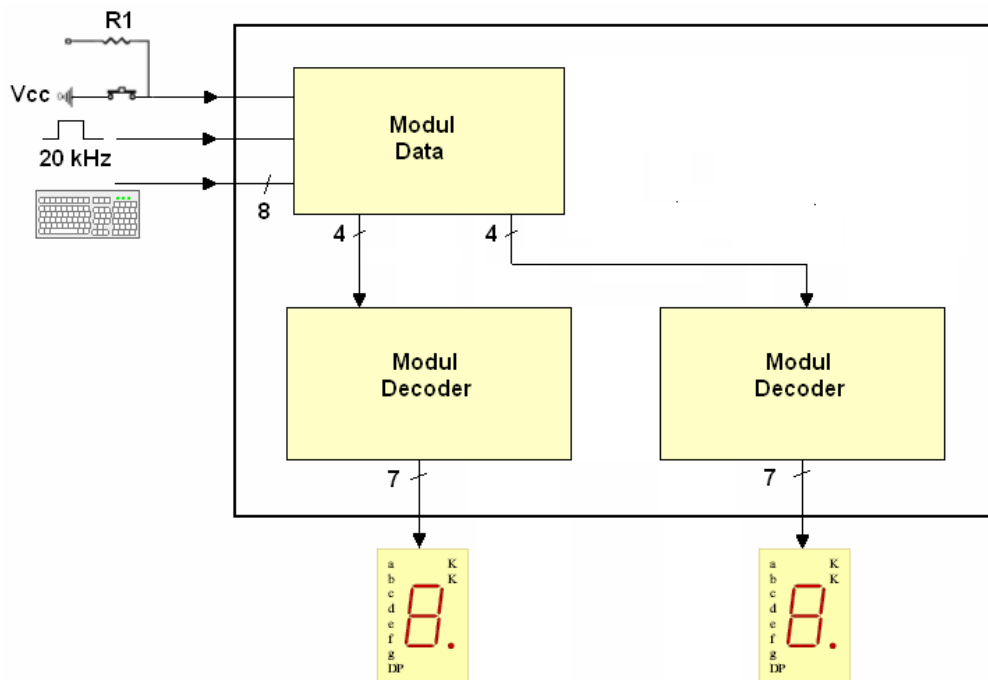 R1
Vcc
20 kHz
8
Modul
Data
4
4
Modul
Decoder
Modul
Decoder
7
7
a K
b K
c
d
e
f
g
DP
a K
b K
c
d
e
f
g
DP